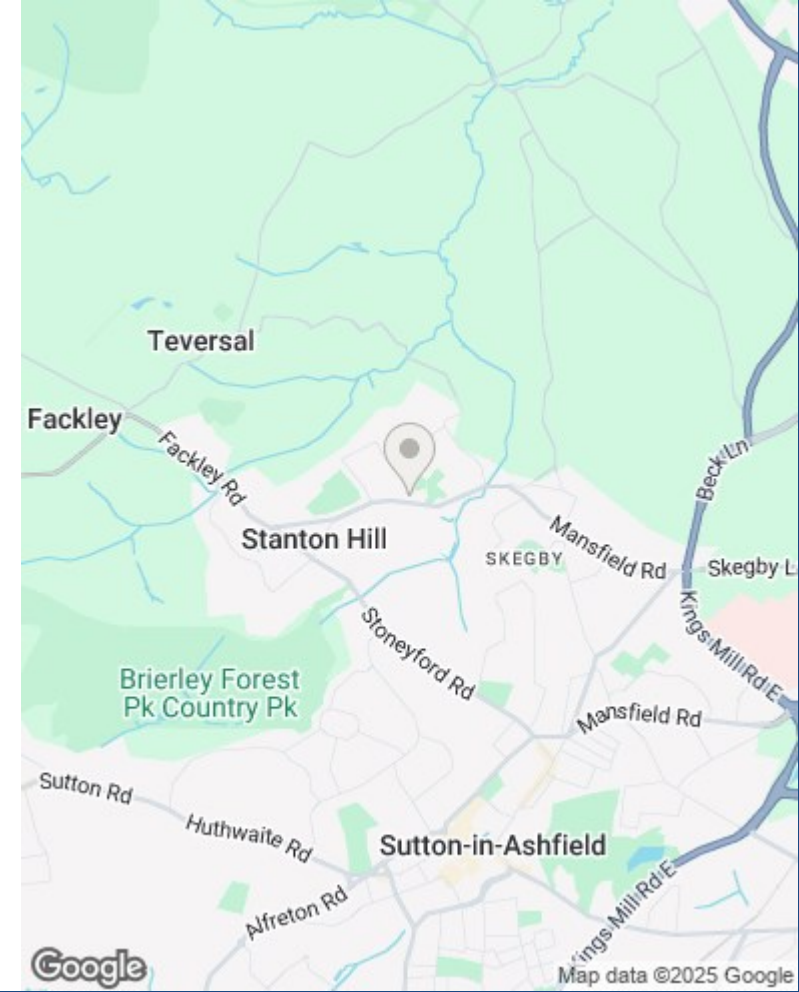 Teversal
Fackley
Fackley Rd
Beck Ln
Stanton Hill
Mansfield Rd
SKEGBY
Skegby L
Kings Mill Rd E
Stoneyford Rd
Brierley Forest
Pk Country Pk
Mansfield Rd
Sutton Rd
Huthwaite Rd
Sutton-in-Ashfield
Alfreton Rd
Kings Mill Rd E
Google
Map data ©2025 Google